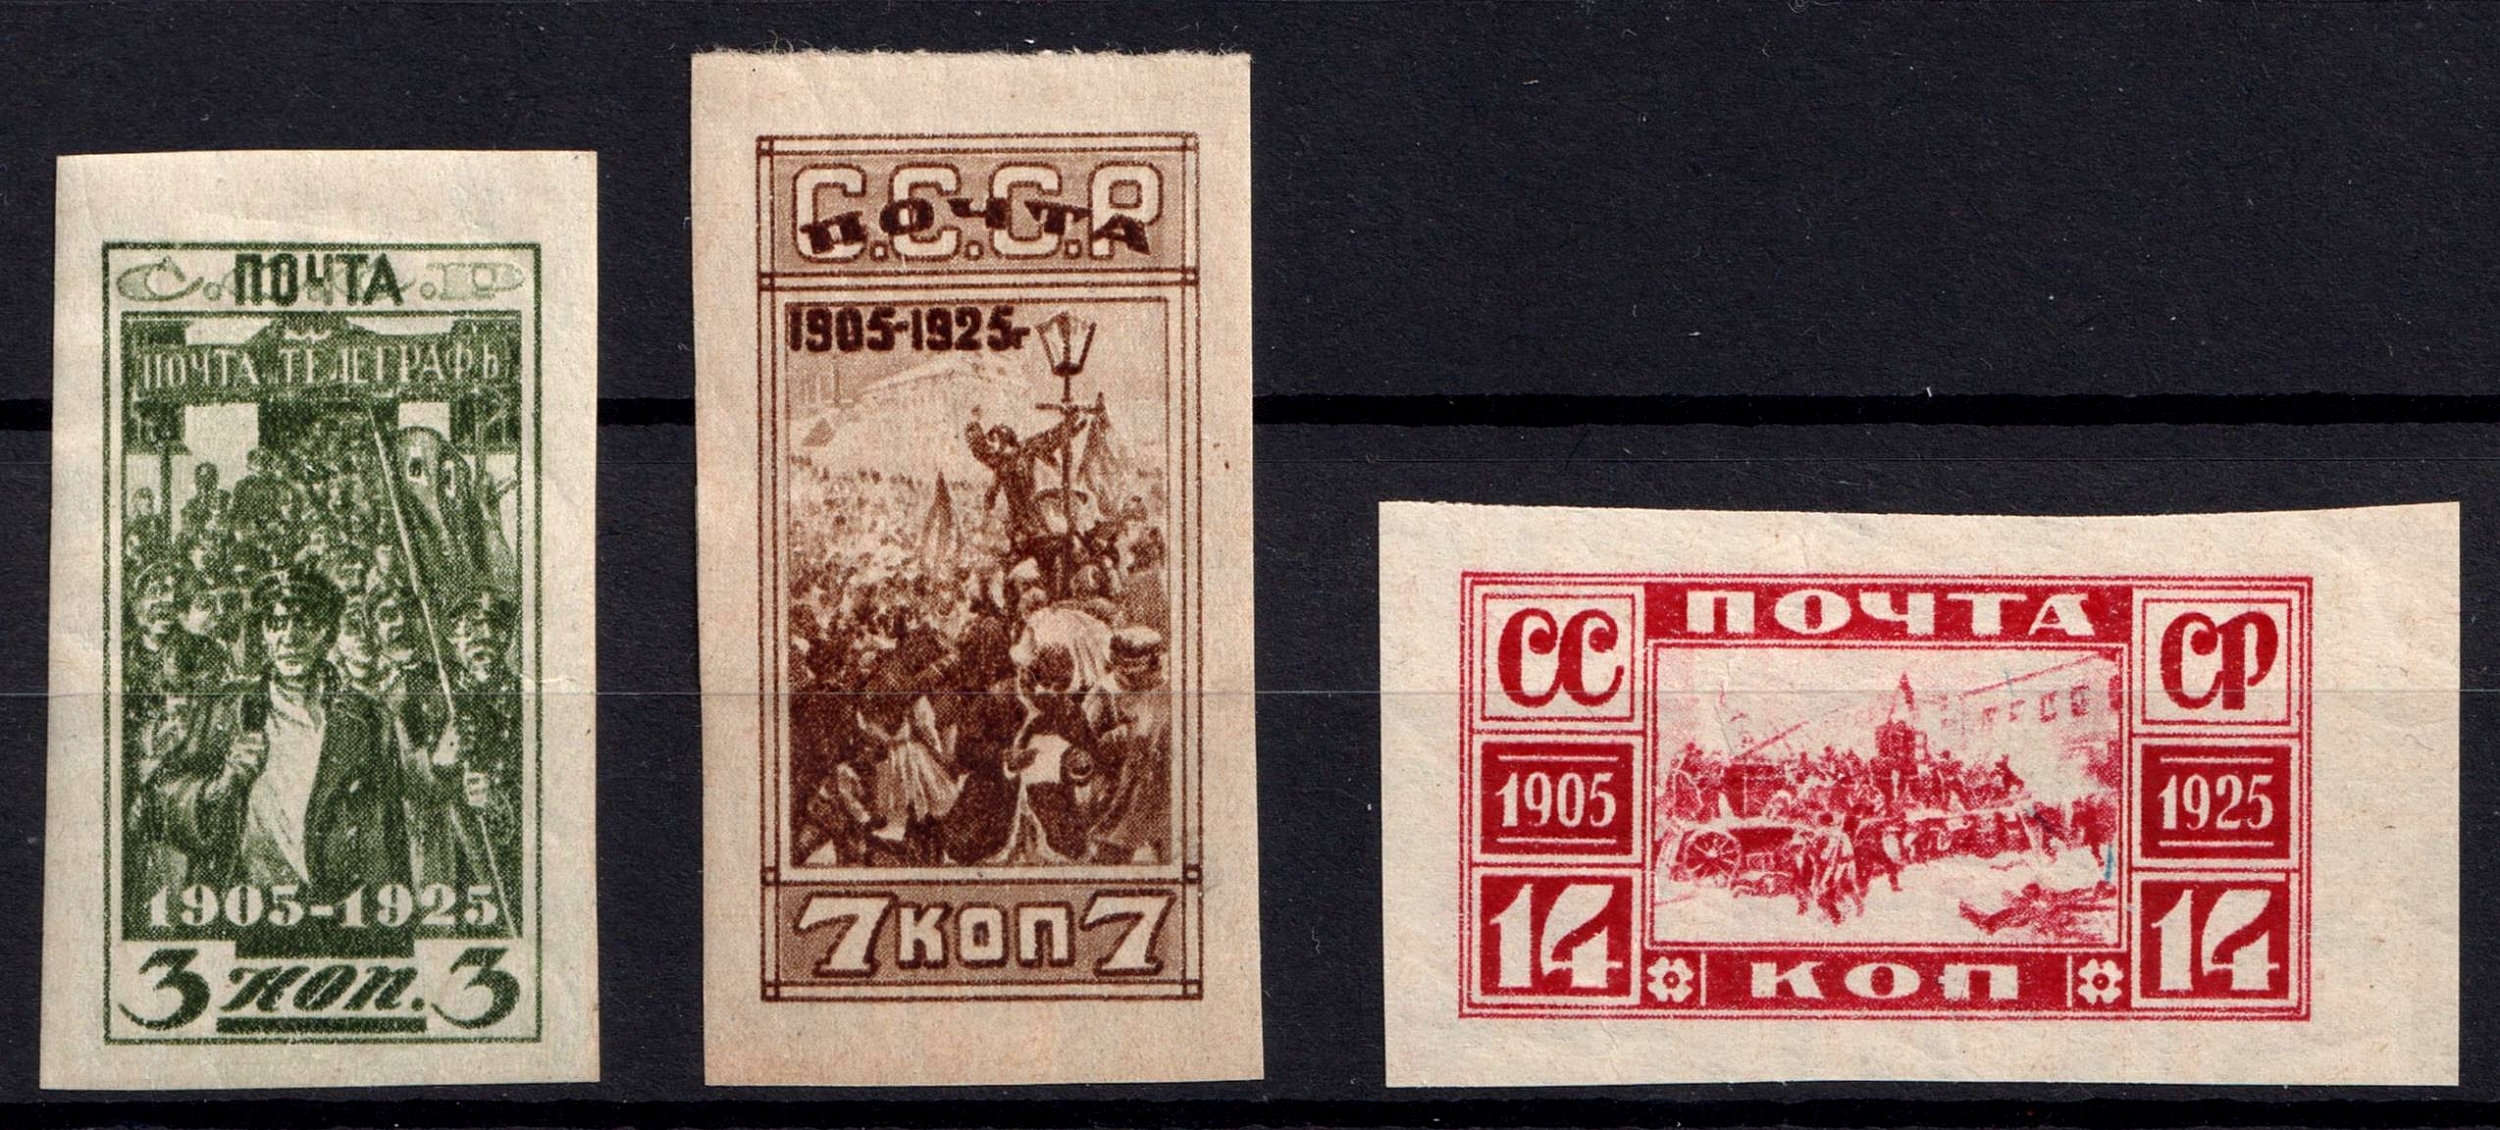 С.С.С.Р
ПОЧТА
ПОЧТА ТЕЛЕГРАФЪ
1905-1925
3 коп. 3
С.С.С.Р
ПОЧТА
1905-1925г
7 КОП 7
ПОЧТА
СС СР
1905 1925
14 КОП 14